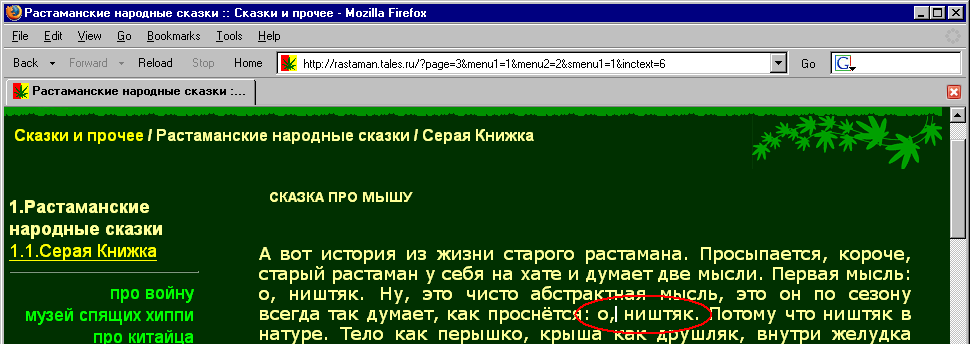 Растаманские народные сказки :: Сказки и прочее - Mozilla Firefox
File Edit View Go Bookmarks Tools Help
Back Forward Reload Stop Home http://rastaman.tales.ru/?page=3&menu1=1&menu2=2&smenu1=1&inctext=6 Go G
Растаманские народные сказки :...
Сказки и прочее / Растаманские народные сказки / Серая Книжка
СКАЗКА ПРО МЫШУ
1.Растаманские
народные сказки
1.1.Серая Книжка
про войну
музей спящих хиппи
про китайца
А вот история из жизни старого растамана. Просыпается, короче,
старый растаман у себя на хате и думает две мысли. Первая мысль:
о, ништяк. Ну, это чисто абстрактная мысль, это он по сезону
всегда так думает, как проснётся: о, ништяк. Потому что ништяк в
натуре. Тело как перышко, крыша как друшляк, внутри желудка